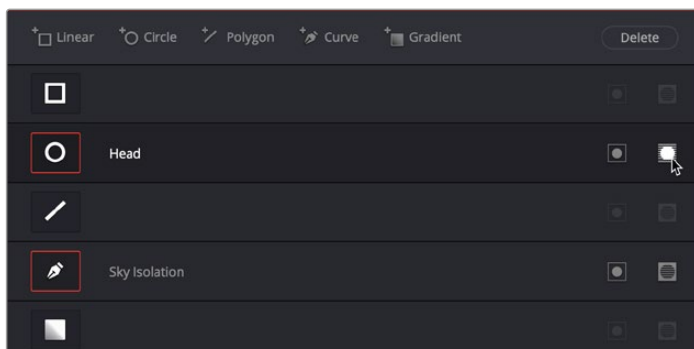 Linear Circle Polygon Curve Gradient Delete
Head
Sky Isolation